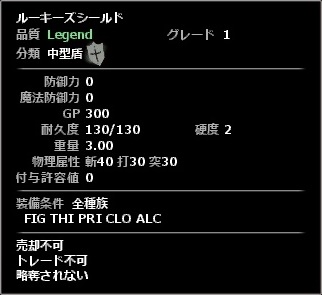 ルーキーズシールド
品質 Legend グレード 1
分類 中型盾
防御力 0
魔法防御力 0
GP 300
耐久度 130/130 硬度 2
重量 3.00
物理属性 斬40 打30 突30
付与許容値 0
装備条件 全種族
FIG THI PRI CLO ALC
売却不可
トレード不可
略奪されない